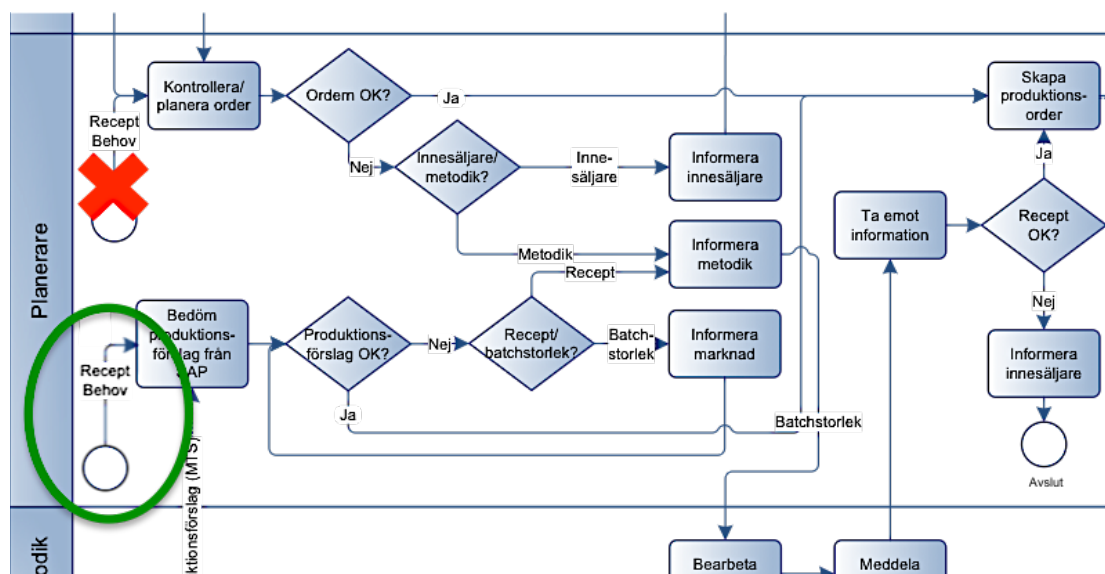 Planerare
Kontrollera/
planera order
Ordern OK?
Ja
Skapa
produktions-
order
Recept
Behov
Nej
Innesäljare/
metodik?
Inne-
säljare
Informera
innesäljare
Ja
Ta emot
information
Recept
OK?
Metodik
Informera
metodik
Recept
Nej
Bedöm
produktions-
förslag från
SAP
Produktions-
förslag OK?
Nej
Recept/
batchstorlek?
Batch-
storlek
Informera
marknad
Informera
innesäljare
Recept
Behov
Ja
Batchstorlek
Avslut
ktionsförslag (MTS)
odik
Bearbeta
Meddela